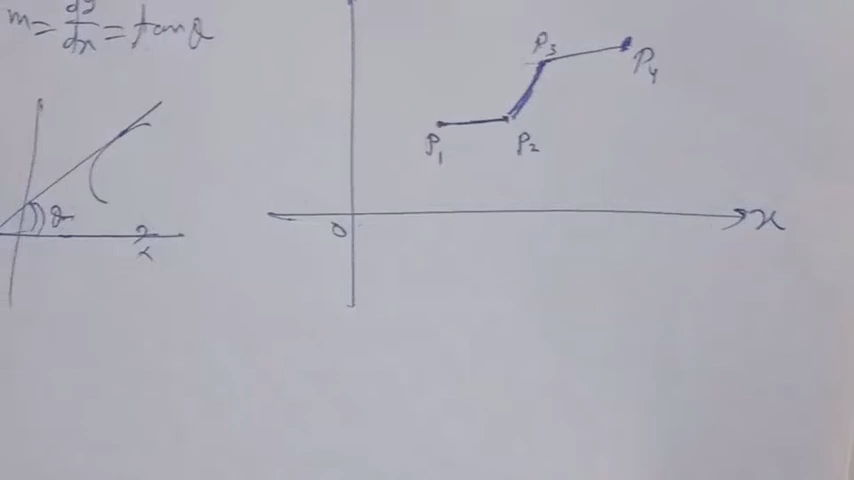 m = dy/dx = tanθ
P3
P4
P1
P2
θ
x
0
x